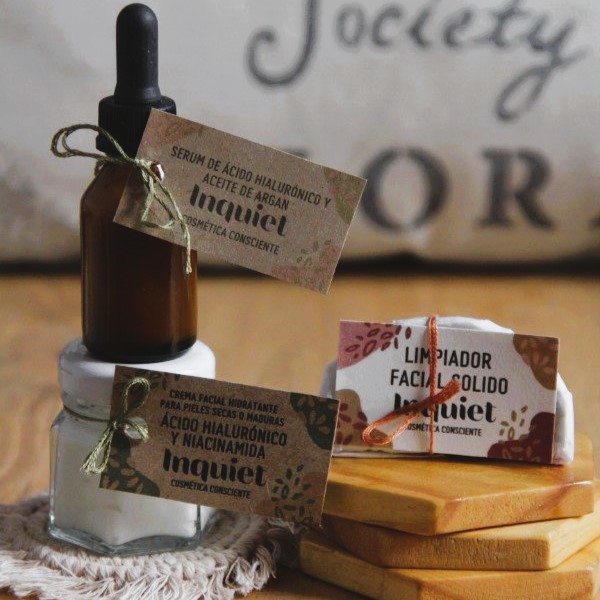 Society
SERUM DE ÁCIDO HIALURÓNICO Y
ACEITE DE ARGAN
Inquiet
COSMÉTICA CONSCIENTE
CREMA FACIAL HIDRATANTE
PARA PIELES SECAS O MADURAS
ÁCIDO HIALURÓNICO
Y NIACINAMIDA
Inquiet
COSMÉTICA CONSCIENTE
LIMPIADOR
FACIAL SOLIDO
Inquiet
COSMÉTICA CONSCIENTE